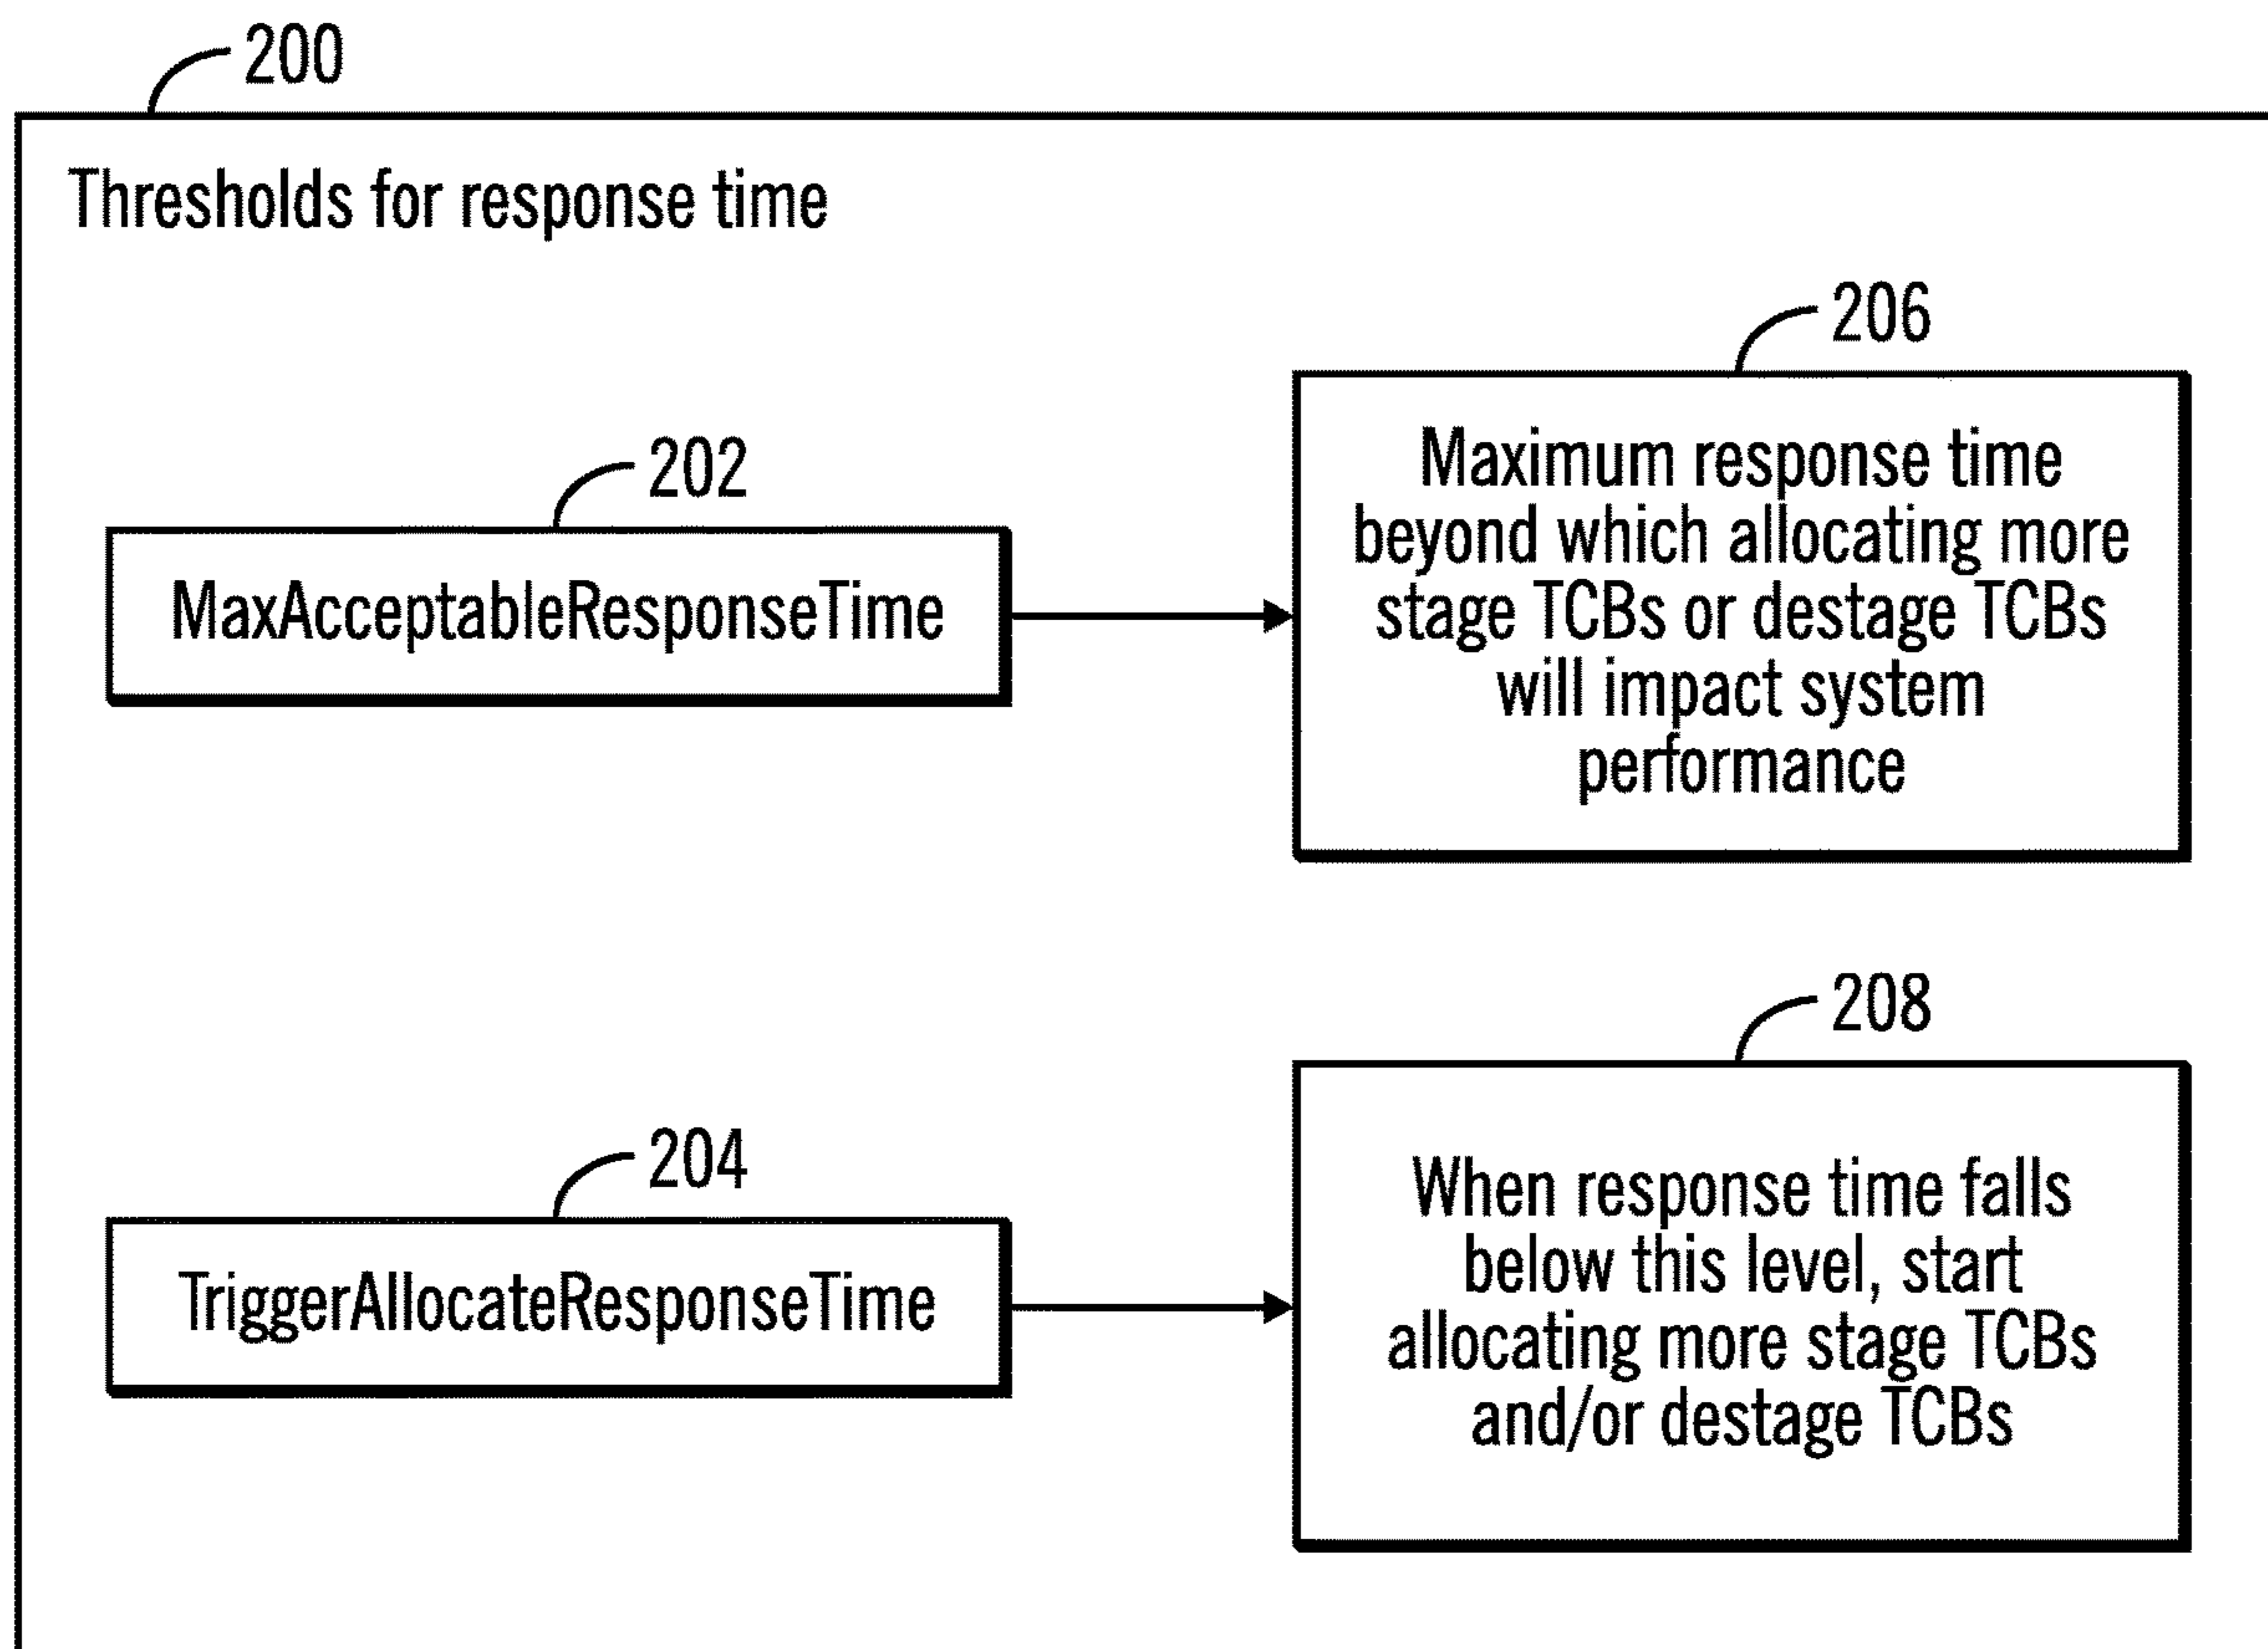 200
Thresholds for response time
206
202
Maximum response time
beyond which allocating more
MaxAcceptableResponseTime
stage TCBs or destage TCBs
will impact system
performance
208
204
When response time falls
below this level, start
TriggerAllocateResponseTime
allocating more stage TCBs
and/or destage TCBs